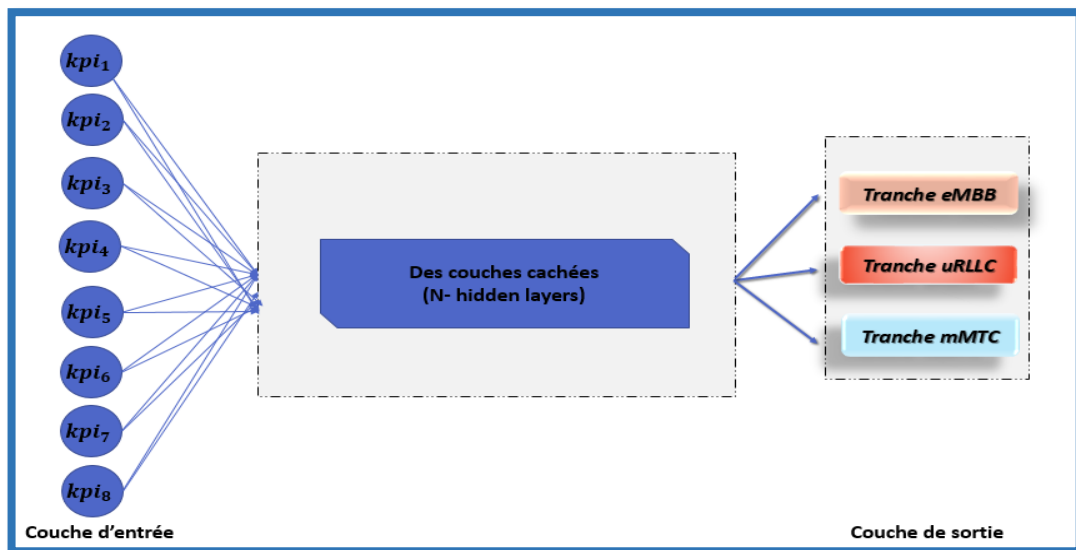 kpi₁
kpi₂
kpi₃
kpi₄
kpi₅
kpi₆
kpi₇
kpi₈
Couche d’entrée
Des couches cachées
(N- hidden layers)
Tranche eMBB
Tranche uRLLC
Tranche mMTC
Couche de sortie